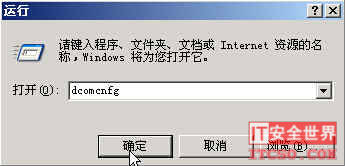 运行
请键入程序、文件夹、文档或 Internet 资源的名
称，Windows 将为您打开它。
打开(O):
dcomcnfg
确定
取消
浏览(B)
IT安全世界
ITCSO.COM